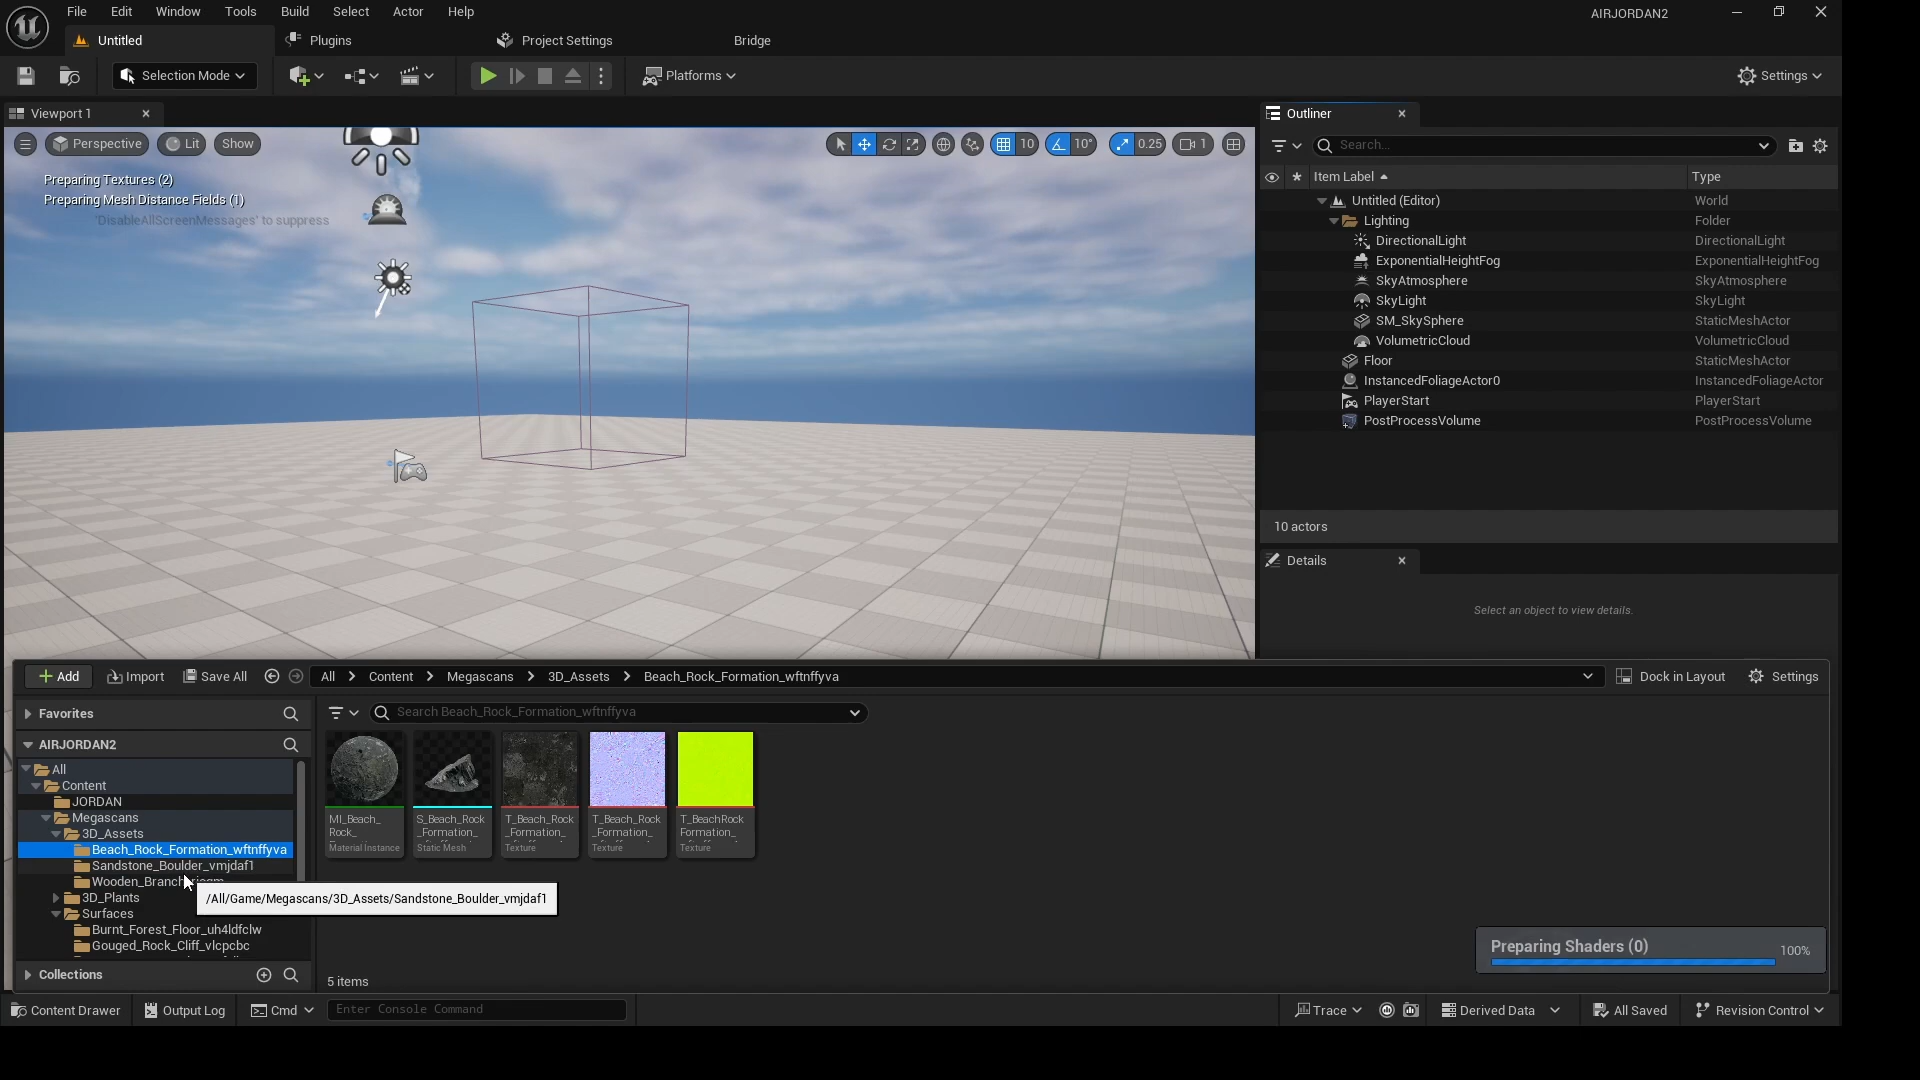 File Edit Window Tools Build Select Actor Help
AIRJORDAN2
Untitled
Plugins
Project Settings
Bridge
Selection Mode
Platforms
Settings
Viewport 1
Perspective Lit Show
10 10° 0.25 1
Preparing Textures (2)
Preparing Mesh Distance Fields (1)
'DisableAllScreenMessages' to suppress
Outliner
Search...
Item Label Type
Untitled (Editor) World
Lighting Folder
DirectionalLight DirectionalLight
ExponentialHeightFog ExponentialHeightFog
SkyAtmosphere SkyAtmosphere
SkyLight SkyLight
SM_SkySphere StaticMeshActor
VolumetricCloud VolumetricCloud
Floor StaticMeshActor
InstancedFoliageActor0 InstancedFoliageActor
PlayerStart PlayerStart
PostProcessVolume PostProcessVolume
10 actors
Details
Select an object to view details.
Add Import Save All All Content Megascans 3D_Assets Beach_Rock_Formation_wftnffyva Dock in Layout Settings
Favorites
Search Beach_Rock_Formation_wftnffyva
AIRJORDAN2
All
Content
JORDAN
Megascans
3D_Assets
Beach_Rock_Formation_wftnffyva
Sandstone_Boulder_vmjdaf1
Wooden_Branch
/All/Game/Megascans/3D_Assets/Sandstone_Boulder_vmjdaf1
3D_Plants
Surfaces
Burnt_Forest_Floor_uh4ldfclw
Gouged_Rock_Cliff_vlcpcbc
Collections
MI_Beach_
Rock_
Material Instance
S_Beach_Rock
_Formation_
Static Mesh
T_Beach_Rock
_Formation_
Texture
T_Beach_Rock
_Formation_
Texture
T_BeachRock
Formation_
Texture
5 items
Preparing Shaders (0)
100%
Content Drawer Output Log Cmd Enter Console Command Trace Derived Data All Saved Revision Control